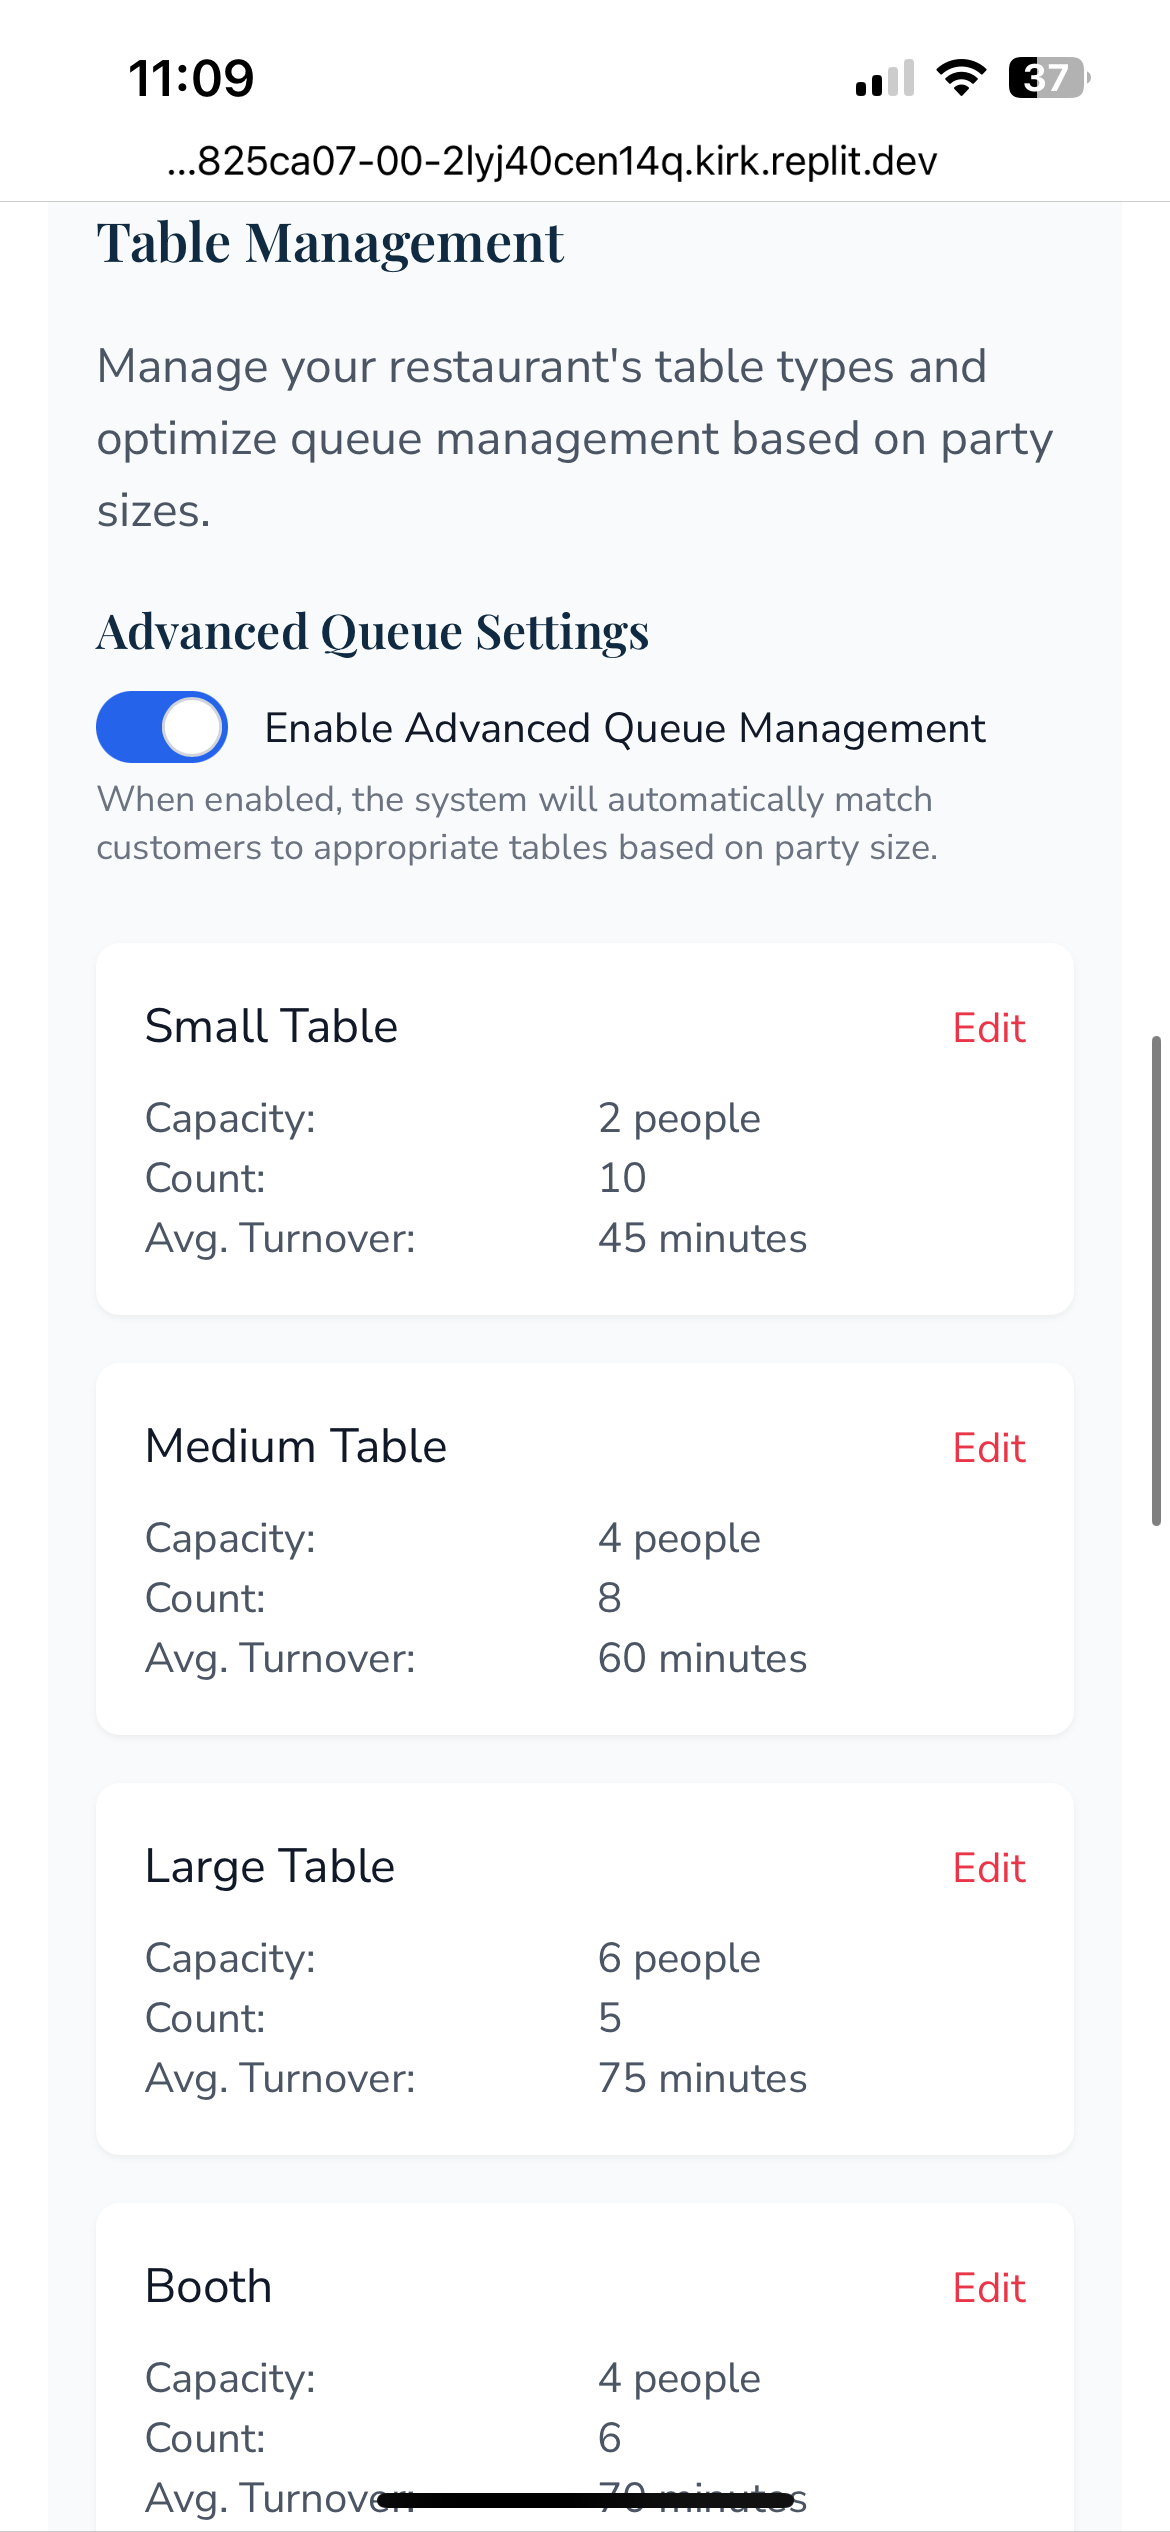 11:09
37
...825ca07-00-2lyj40cen14q.kirk.replit.dev
Table Management
Manage your restaurant's table types and
optimize queue management based on party
sizes.
Advanced Queue Settings
Enable Advanced Queue Management
When enabled, the system will automatically match
customers to appropriate tables based on party size.
Small Table Edit
Capacity: 2 people
Count: 10
Avg. Turnover: 45 minutes
Medium Table Edit
Capacity: 4 people
Count: 8
Avg. Turnover: 60 minutes
Large Table Edit
Capacity: 6 people
Count: 5
Avg. Turnover: 75 minutes
Booth Edit
Capacity: 4 people
Count: 6
Avg. Turnover: 70 minutes